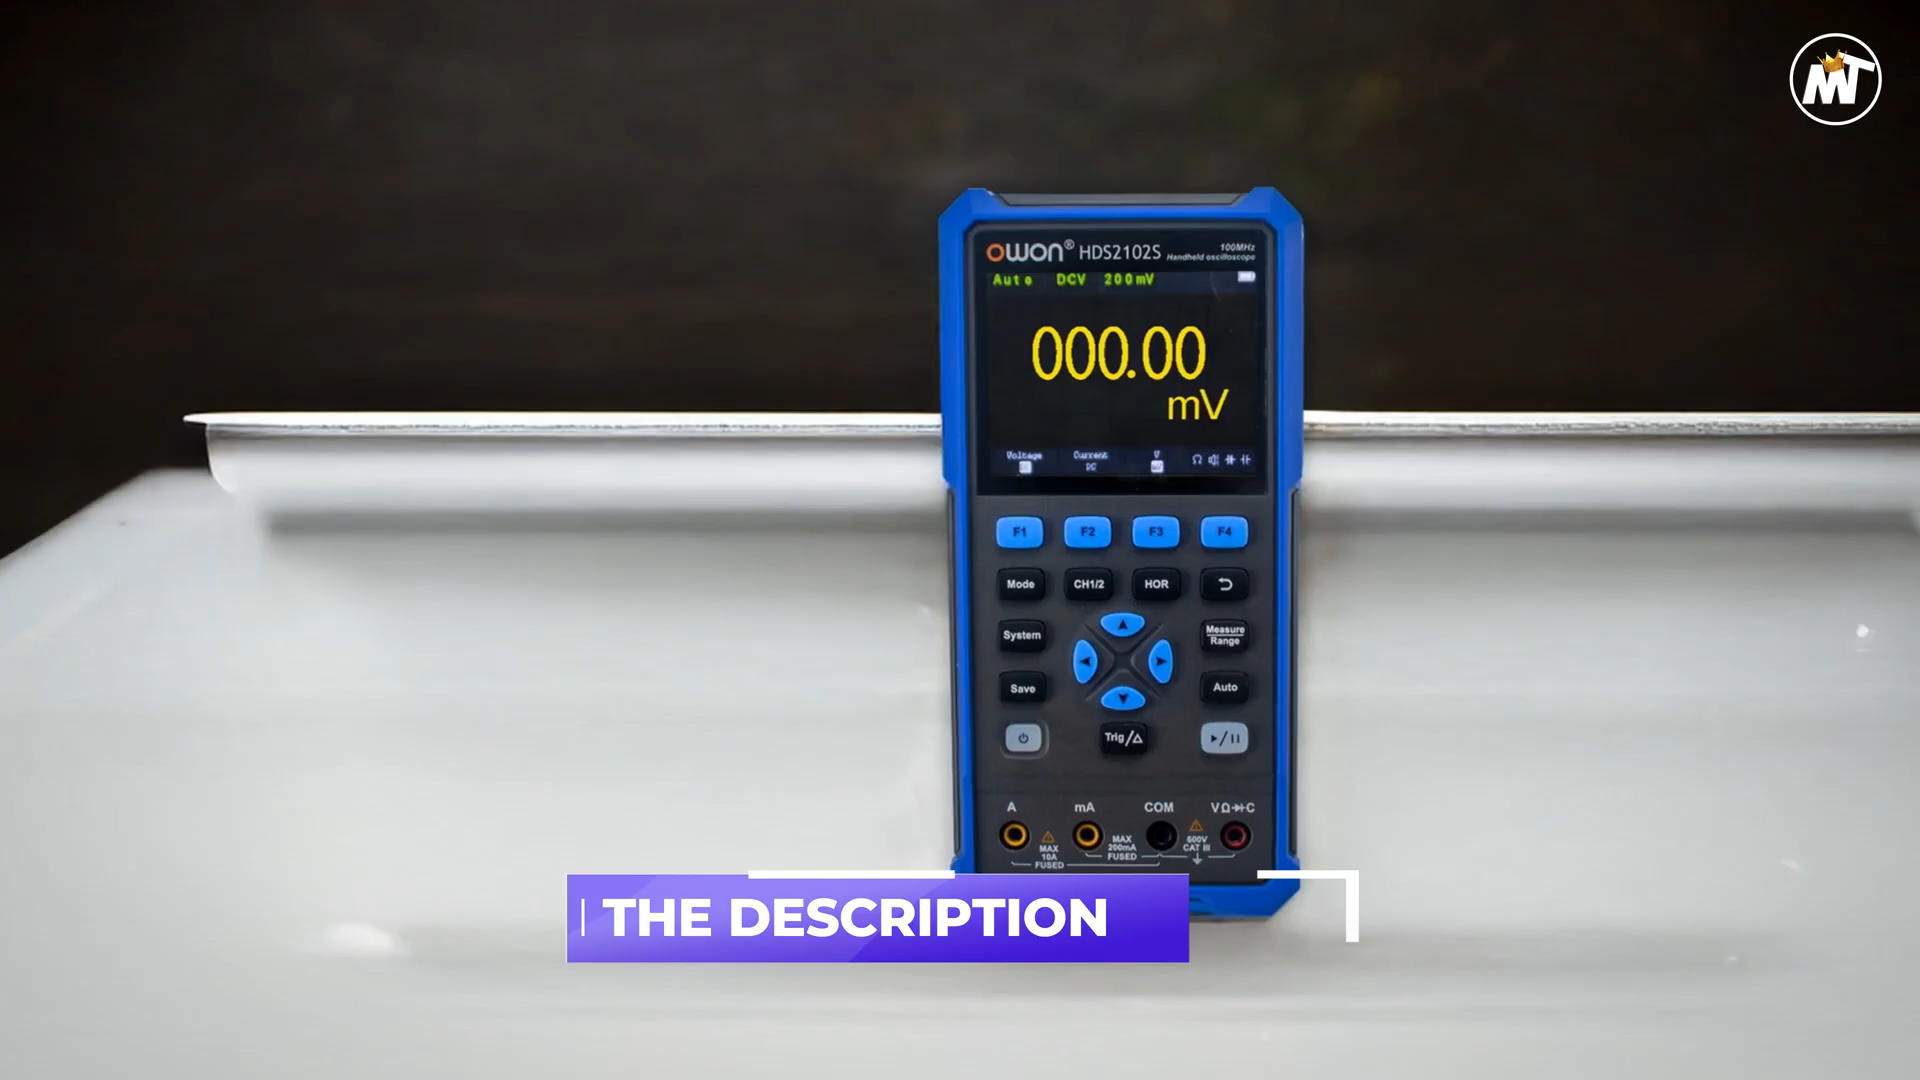 MT
owon® HDS2102S 100MHz
Handheld oscilloscope
Auto DCV 200mV
000.00
mV
Voltage Current V
DC
F1 F2 F3 F4
Mode CH1/2 HOR
System Measure
Range
Save Auto
Trig/△
A mA COM VΩC
MAX
10A
FUSED
MAX
200mA
FUSED
600V
CAT III
THE DESCRIPTION